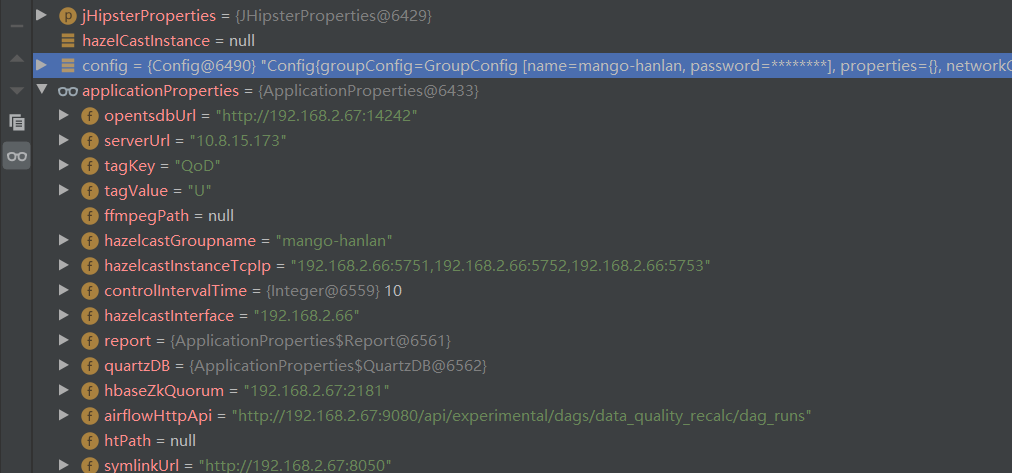 jHipsterProperties = {JHipsterProperties@6429}
hazelCastInstance = null
config = {Config@6490} "Config{groupConfig=GroupConfig [name=mango-hanlan, password=********], properties={}, networkC
applicationProperties = {ApplicationProperties@6433}
opentsdbUrl = "http://192.168.2.67:14242"
serverUrl = "10.8.15.173"
tagKey = "QoD"
tagValue = "U"
ffmpegPath = null
hazelcastGroupname = "mango-hanlan"
hazelcastInstanceTcpIp = "192.168.2.66:5751,192.168.2.66:5752,192.168.2.66:5753"
controlIntervalTime = {Integer@6559} 10
hazelcastInterface = "192.168.2.66"
report = {ApplicationProperties$Report@6561}
quartzDB = {ApplicationProperties$QuartzDB@6562}
hbaseZkQuorum = "192.168.2.67:2181"
airflowHttpApi = "http://192.168.2.67:9080/api/experimental/dags/data_quality_recalc/dag_runs"
htPath = null
symlinkUrl = "http://192.168.2.67:8050"